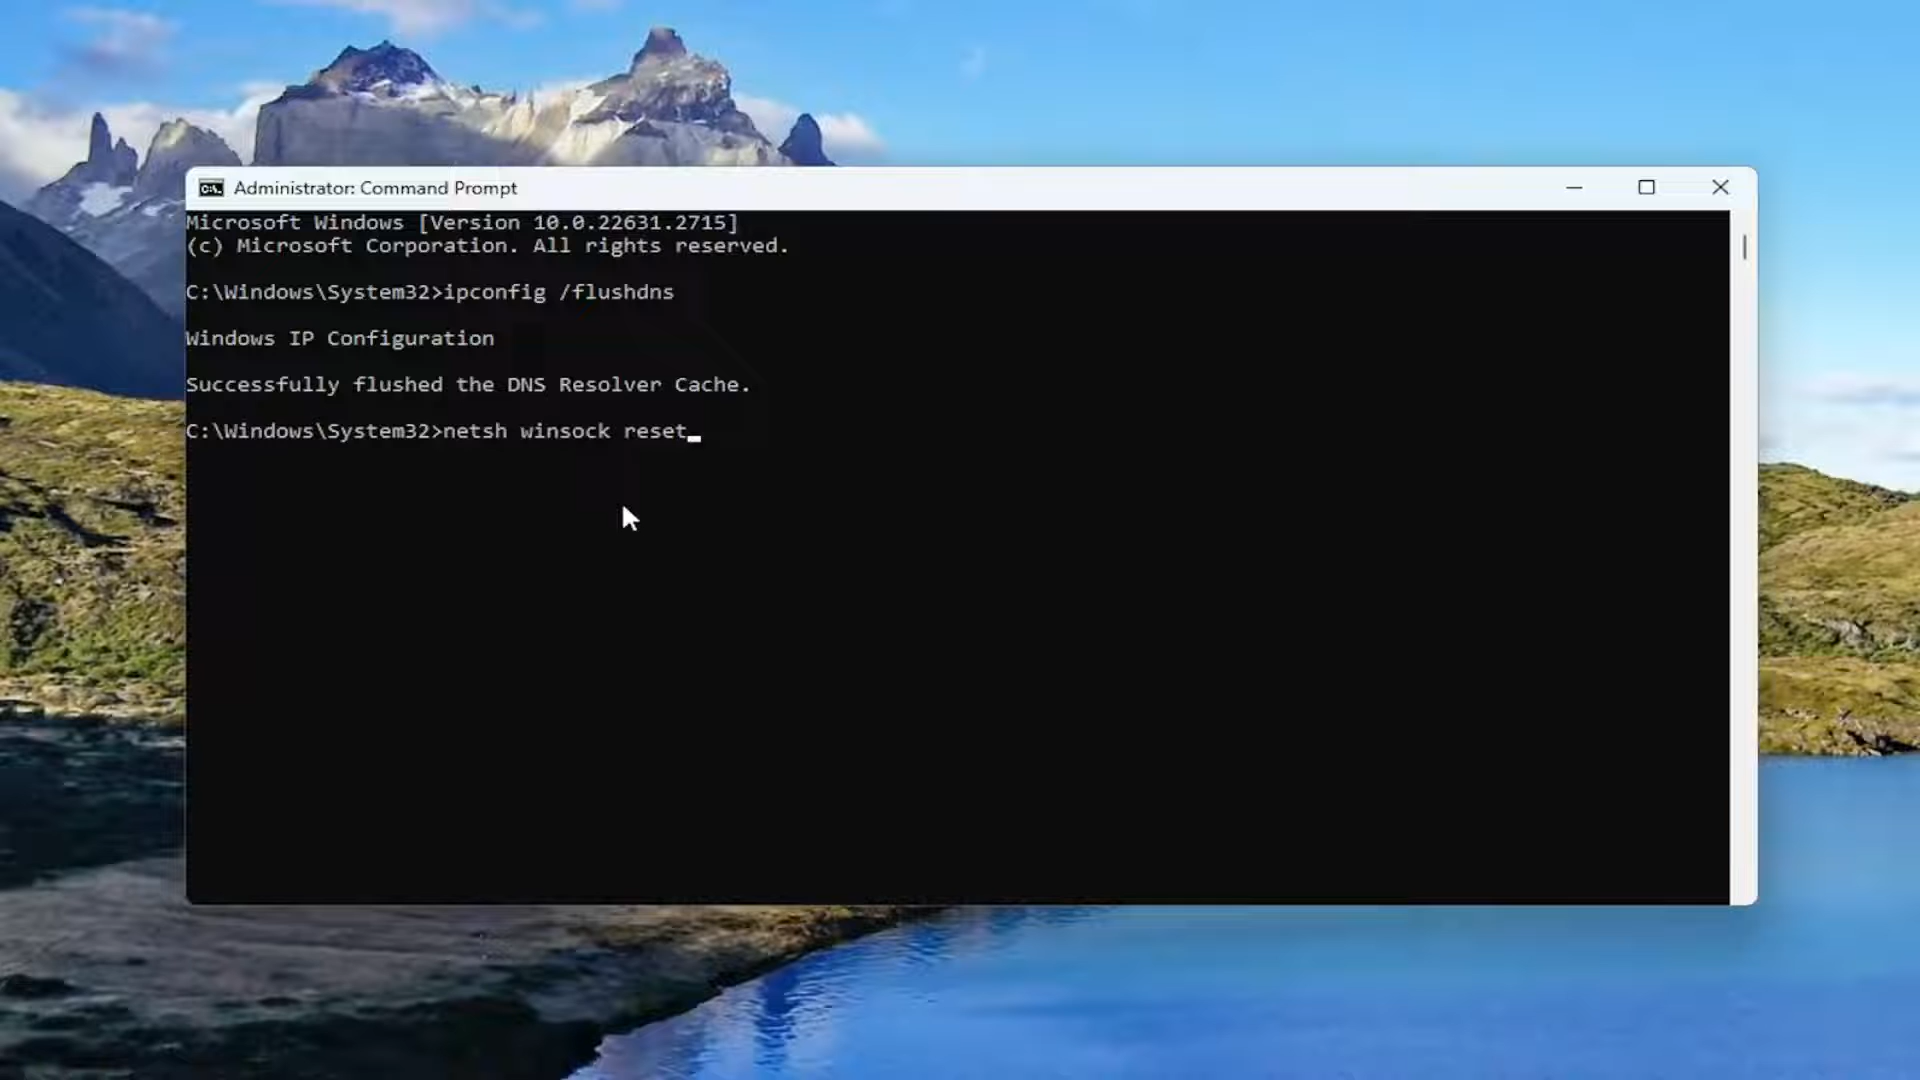 Administrator: Command Prompt
Microsoft Windows [Version 10.0.22631.2715]
(c) Microsoft Corporation. All rights reserved.
C:\Windows\System32>ipconfig /flushdns
Windows IP Configuration
Successfully flushed the DNS Resolver Cache.
C:\Windows\System32>netsh winsock reset